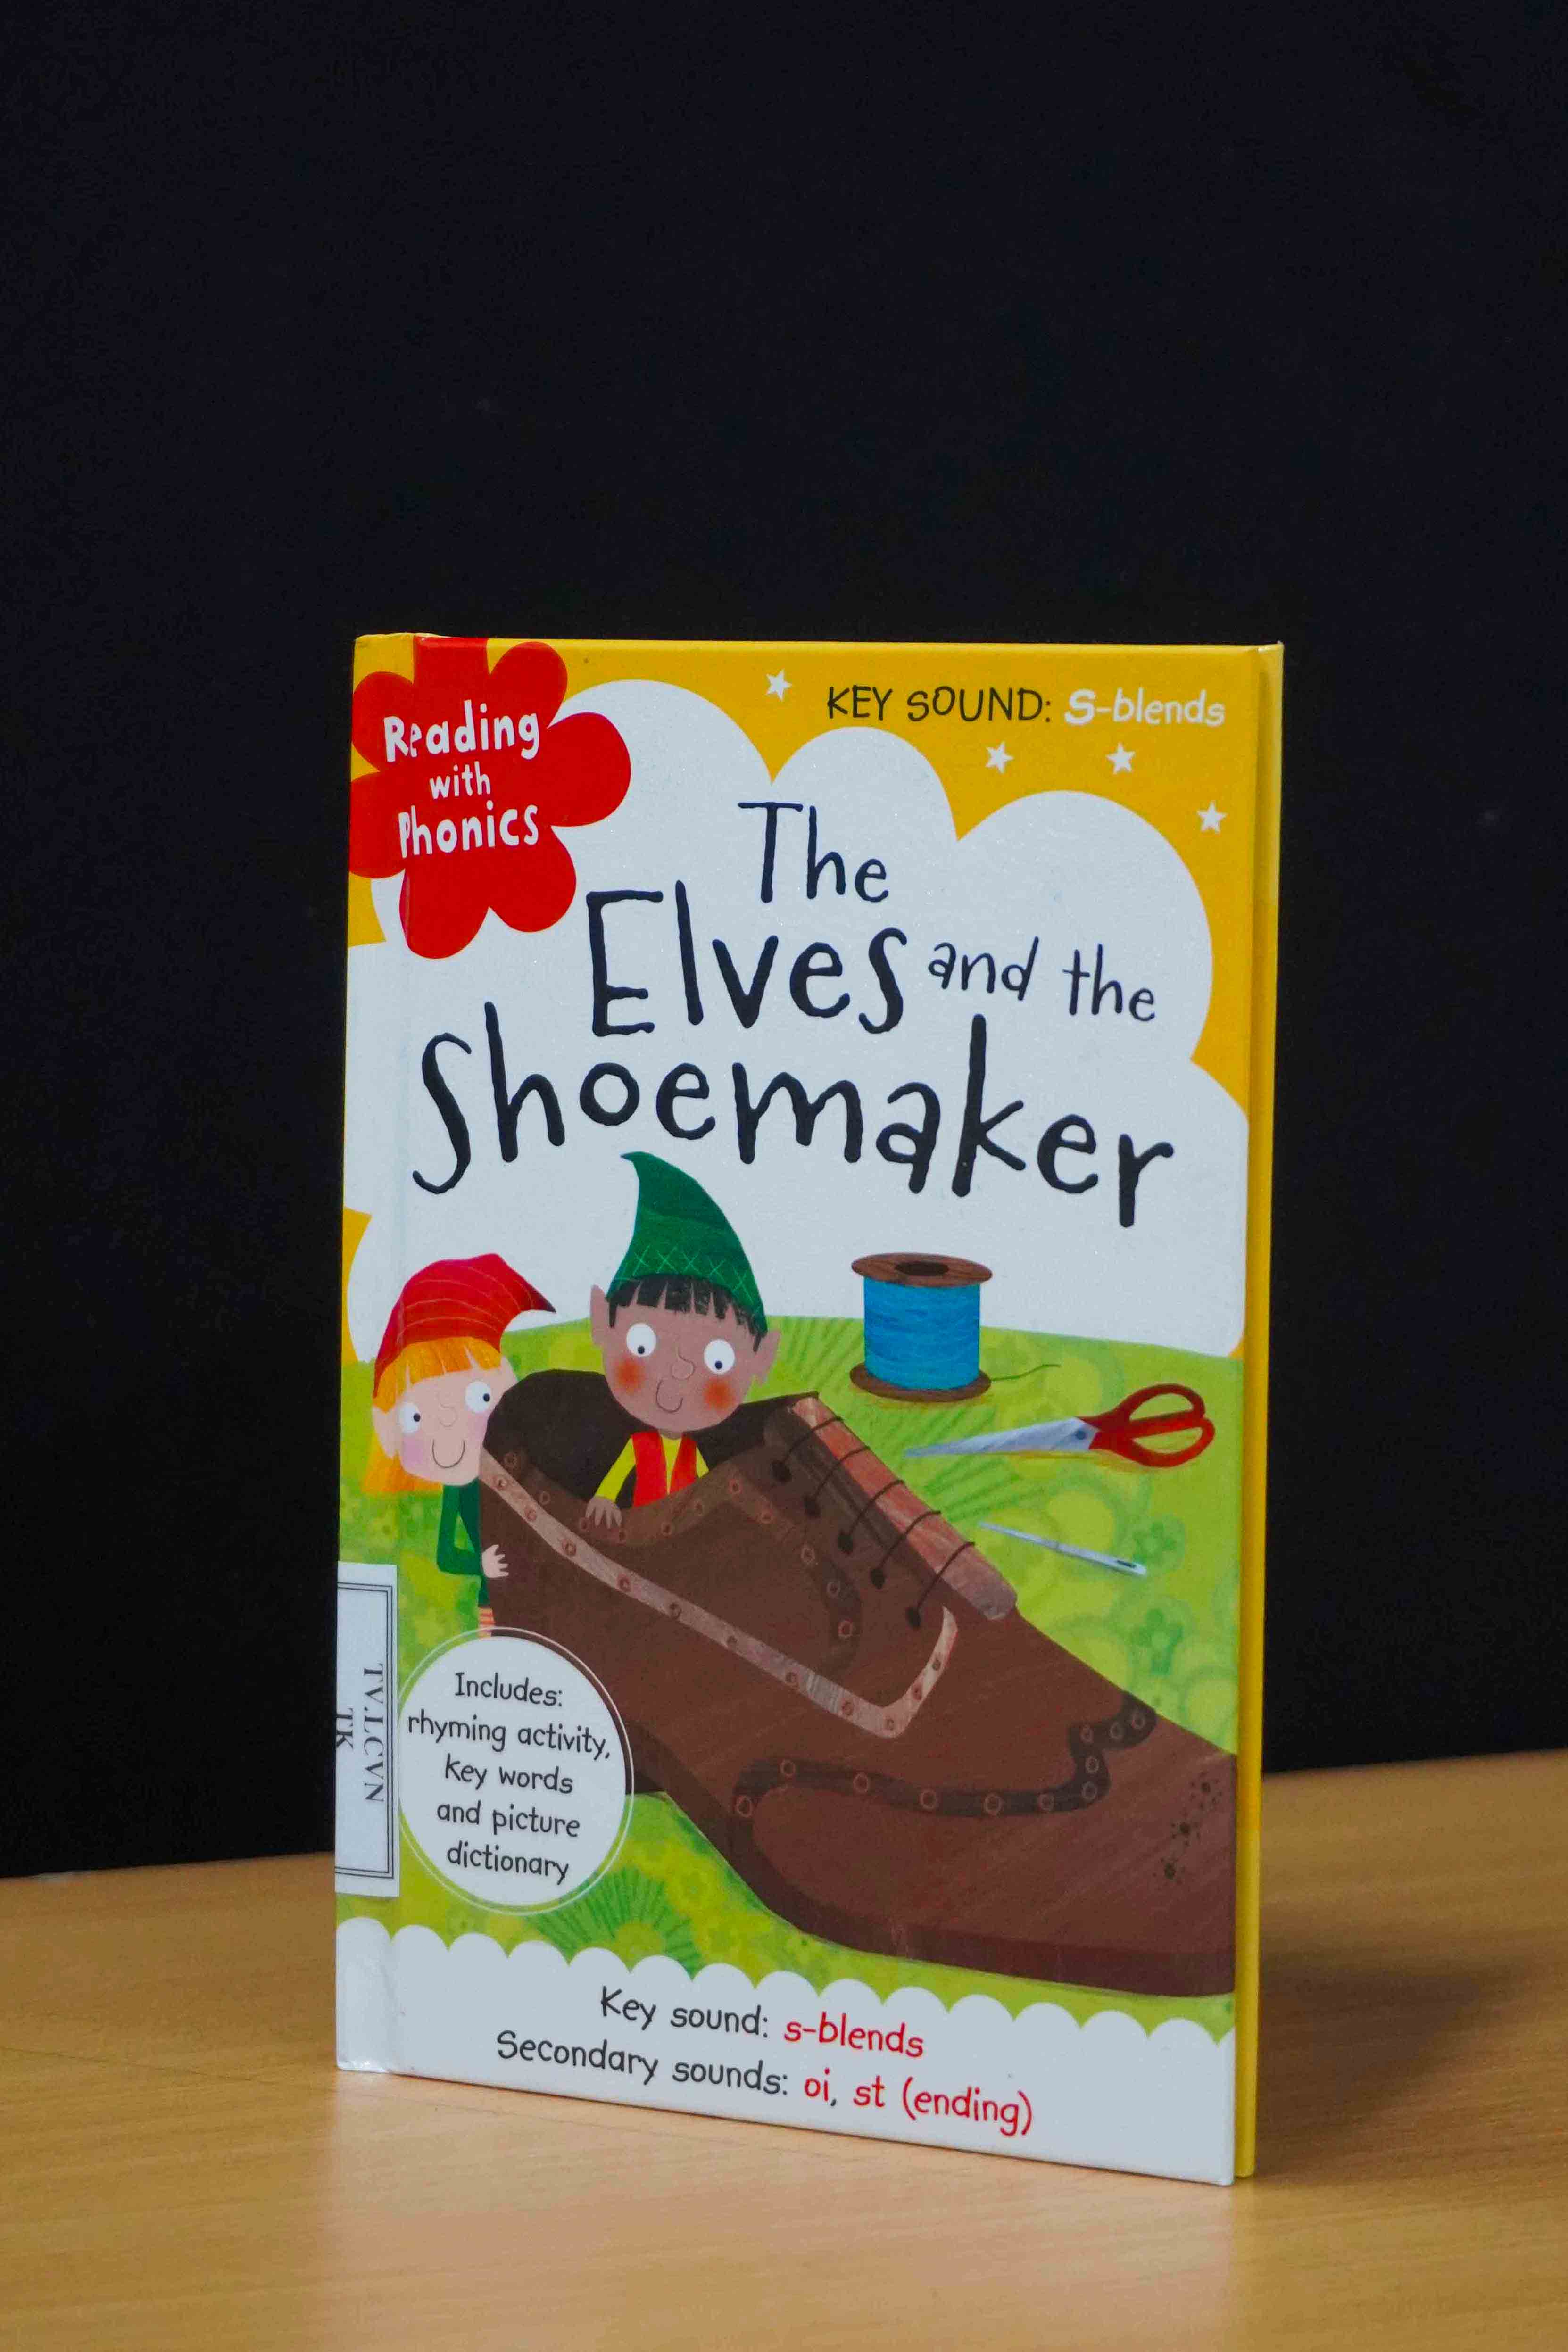 Reading
with
Phonics
KEY SOUND: S-blends
The
Elves and the
Shoemaker
Includes:
rhyming activity,
key words
and picture
dictionary
TV.LCVN
TK
Key sound: s-blends
Secondary sounds: oi, st (ending)